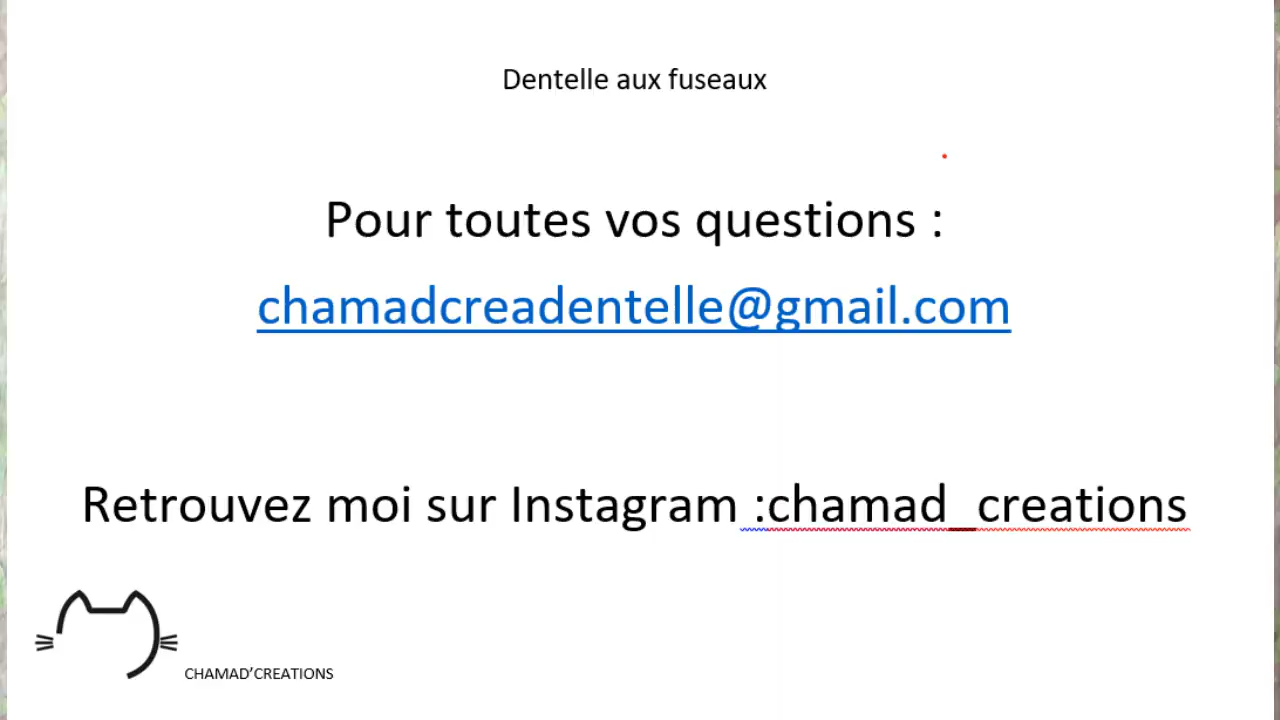 Dentelle aux fuseaux
Pour toutes vos questions :
chamadcreadentelle@gmail.com
Retrouvez moi sur Instagram :chamad_creations
CHAMAD’CREATIONS